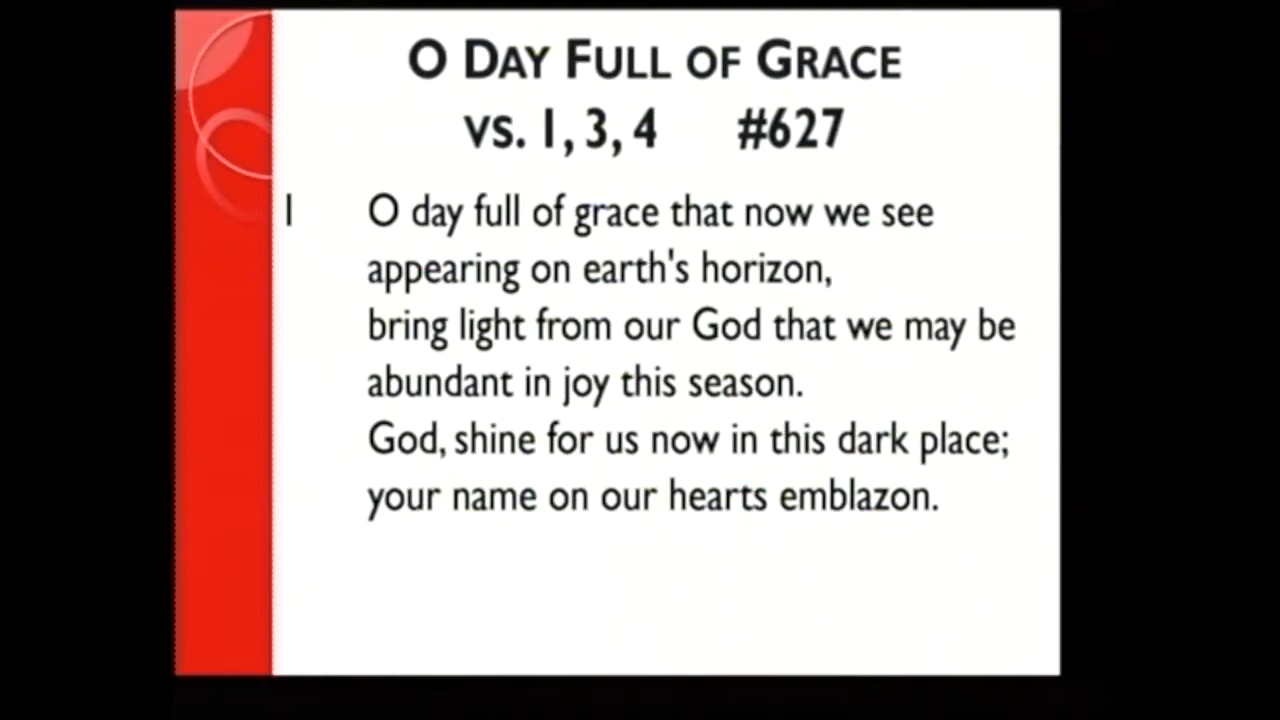 O DAY FULL OF GRACE
VS. 1, 3, 4 #627
1 O day full of grace that now we see
appearing on earth's horizon,
bring light from our God that we may be
abundant in joy this season.
God, shine for us now in this dark place;
your name on our hearts emblazon.